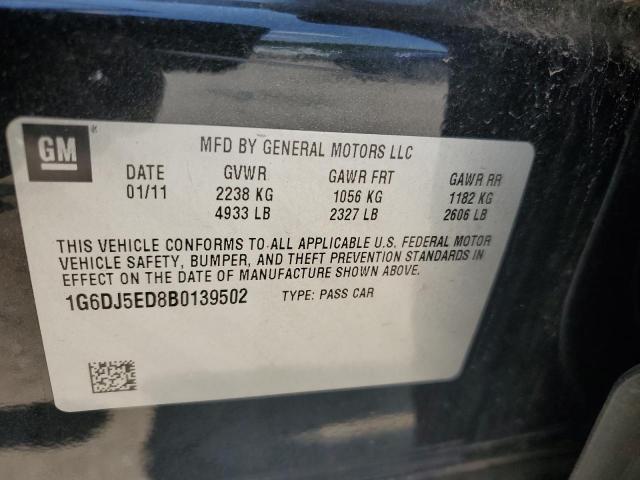 GM
MFD BY GENERAL MOTORS LLC
DATE GVWR GAWR FRT GAWR RR
01/11 2238 KG 1056 KG 1182 KG
4933 LB 2327 LB 2606 LB
THIS VEHICLE CONFORMS TO ALL APPLICABLE U.S. FEDERAL MOTOR
VEHICLE SAFETY, BUMPER, AND THEFT PREVENTION STANDARDS IN
EFFECT ON THE DATE OF MANUFACTURE SHOWN ABOVE.
1G6DJ5ED8B0139502 TYPE: PASS CAR